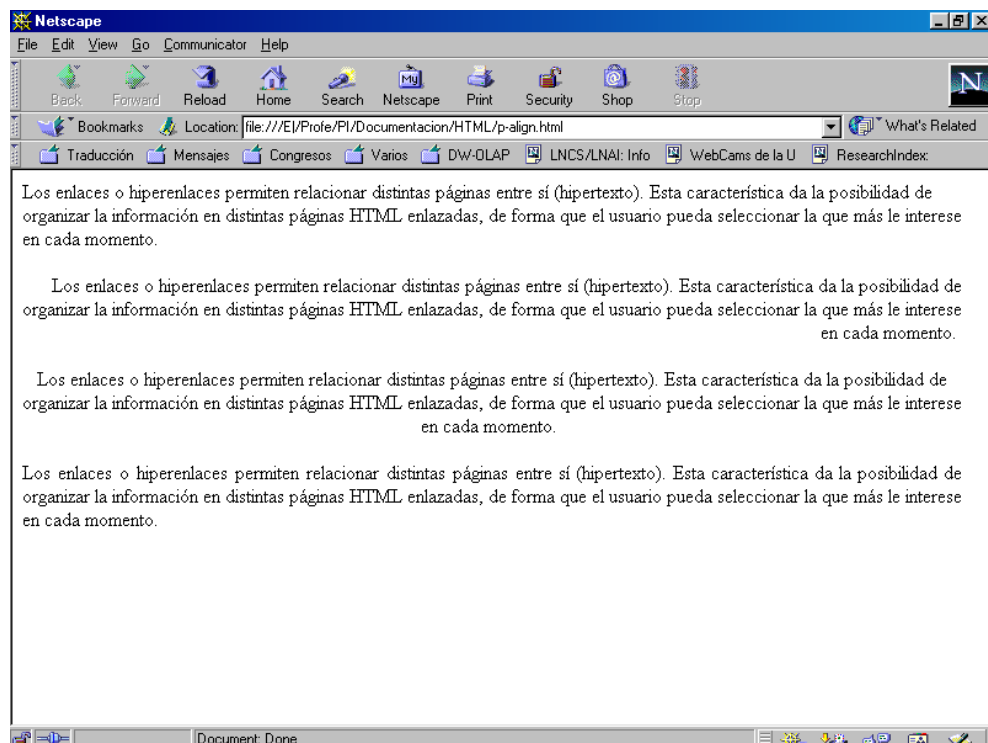 Netscape
File Edit View Go Communicator Help
My
N
Back Forward Reload Home Search Netscape Print Security Shop Stop
Bookmarks Location: file:///E|/Profe/PI/Documentacion/HTML/p-align.html What's Related
Traducción Mensajes Congresos Varios DW-OLAP LNCS/LNAI: Info WebCams de la U ResearchIndex:
Los enlaces o hiperenlaces permiten relacionar distintas páginas entre sí (hipertexto). Esta característica da la posibilidad de
organizar la información en distintas páginas HTML enlazadas, de forma que el usuario pueda seleccionar la que más le interese
en cada momento.
Los enlaces o hiperenlaces permiten relacionar distintas páginas entre sí (hipertexto). Esta característica da la posibilidad de
organizar la información en distintas páginas HTML enlazadas, de forma que el usuario pueda seleccionar la que más le interese
en cada momento.
Los enlaces o hiperenlaces permiten relacionar distintas páginas entre sí (hipertexto). Esta característica da la posibilidad de
organizar la información en distintas páginas HTML enlazadas, de forma que el usuario pueda seleccionar la que más le interese
en cada momento.
Los enlaces o hiperenlaces permiten relacionar distintas páginas entre sí (hipertexto). Esta característica da la posibilidad de
organizar la información en distintas páginas HTML enlazadas, de forma que el usuario pueda seleccionar la que más le interese
en cada momento.
Document: Done